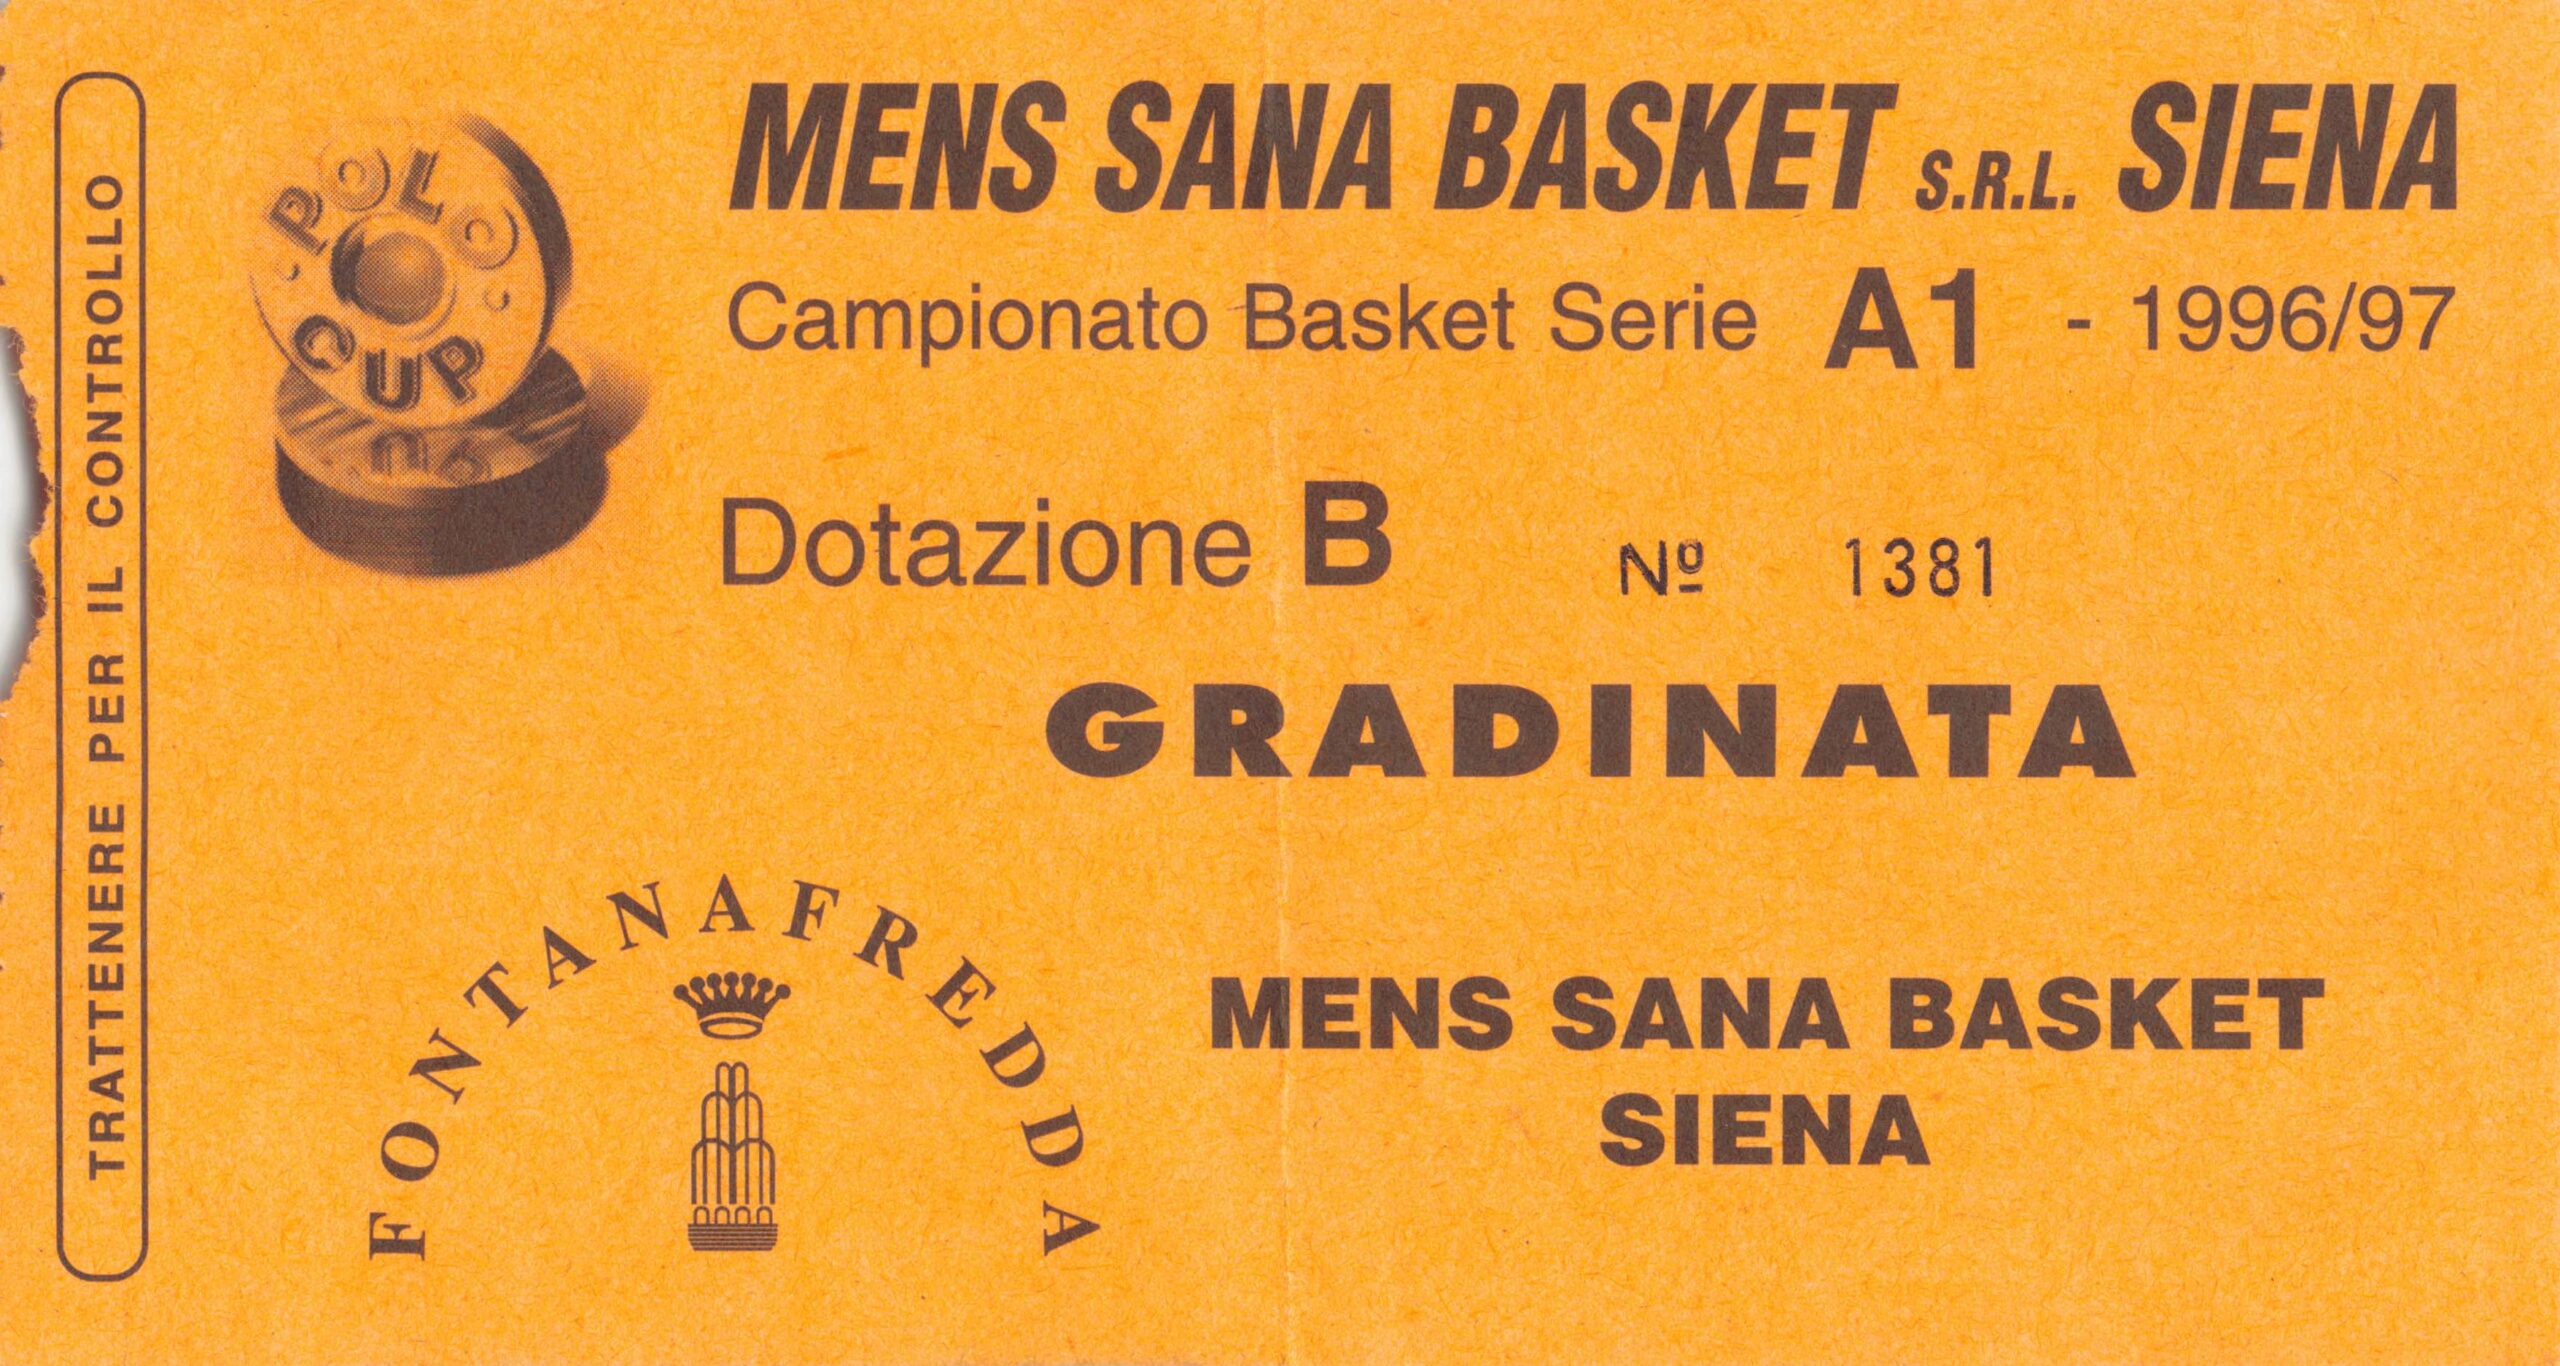 TRATTENERE PER IL CONTROLLO
POLO
CUP
MENS SANA BASKET S.R.L. SIENA
Campionato Basket Serie A1 - 1996/97
Dotazione B Nº 1381
GRADINATA
FONTANAFREDDA
MENS SANA BASKET
SIENA